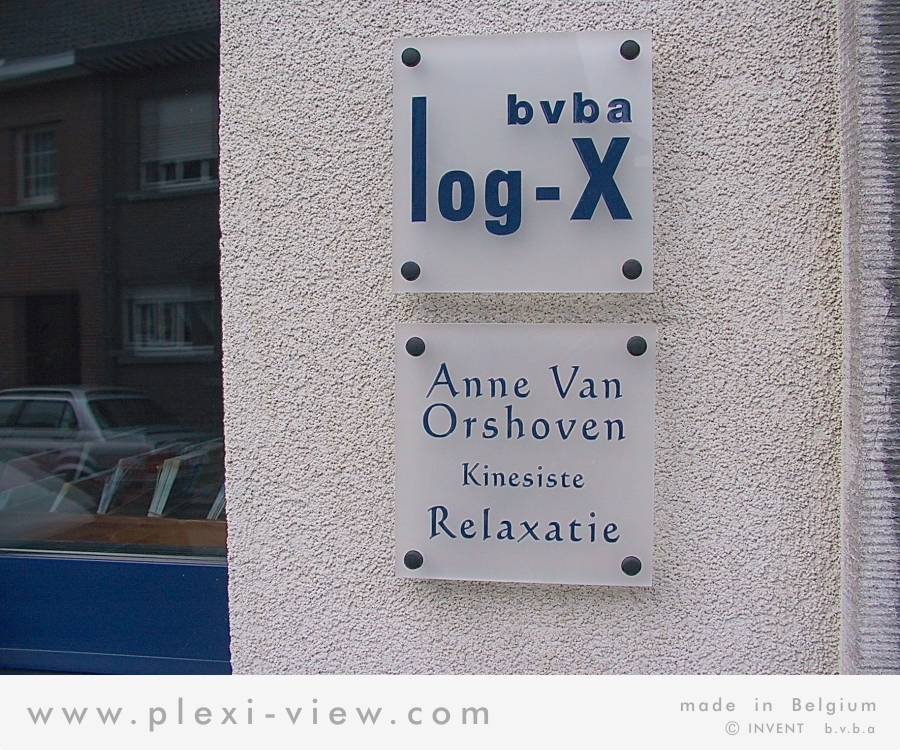 bvba
log-X
Anne Van
Orshoven
Kinesiste
Relaxatie
www.plexi-view.com
made in Belgium
© INVENT b.v.b.a